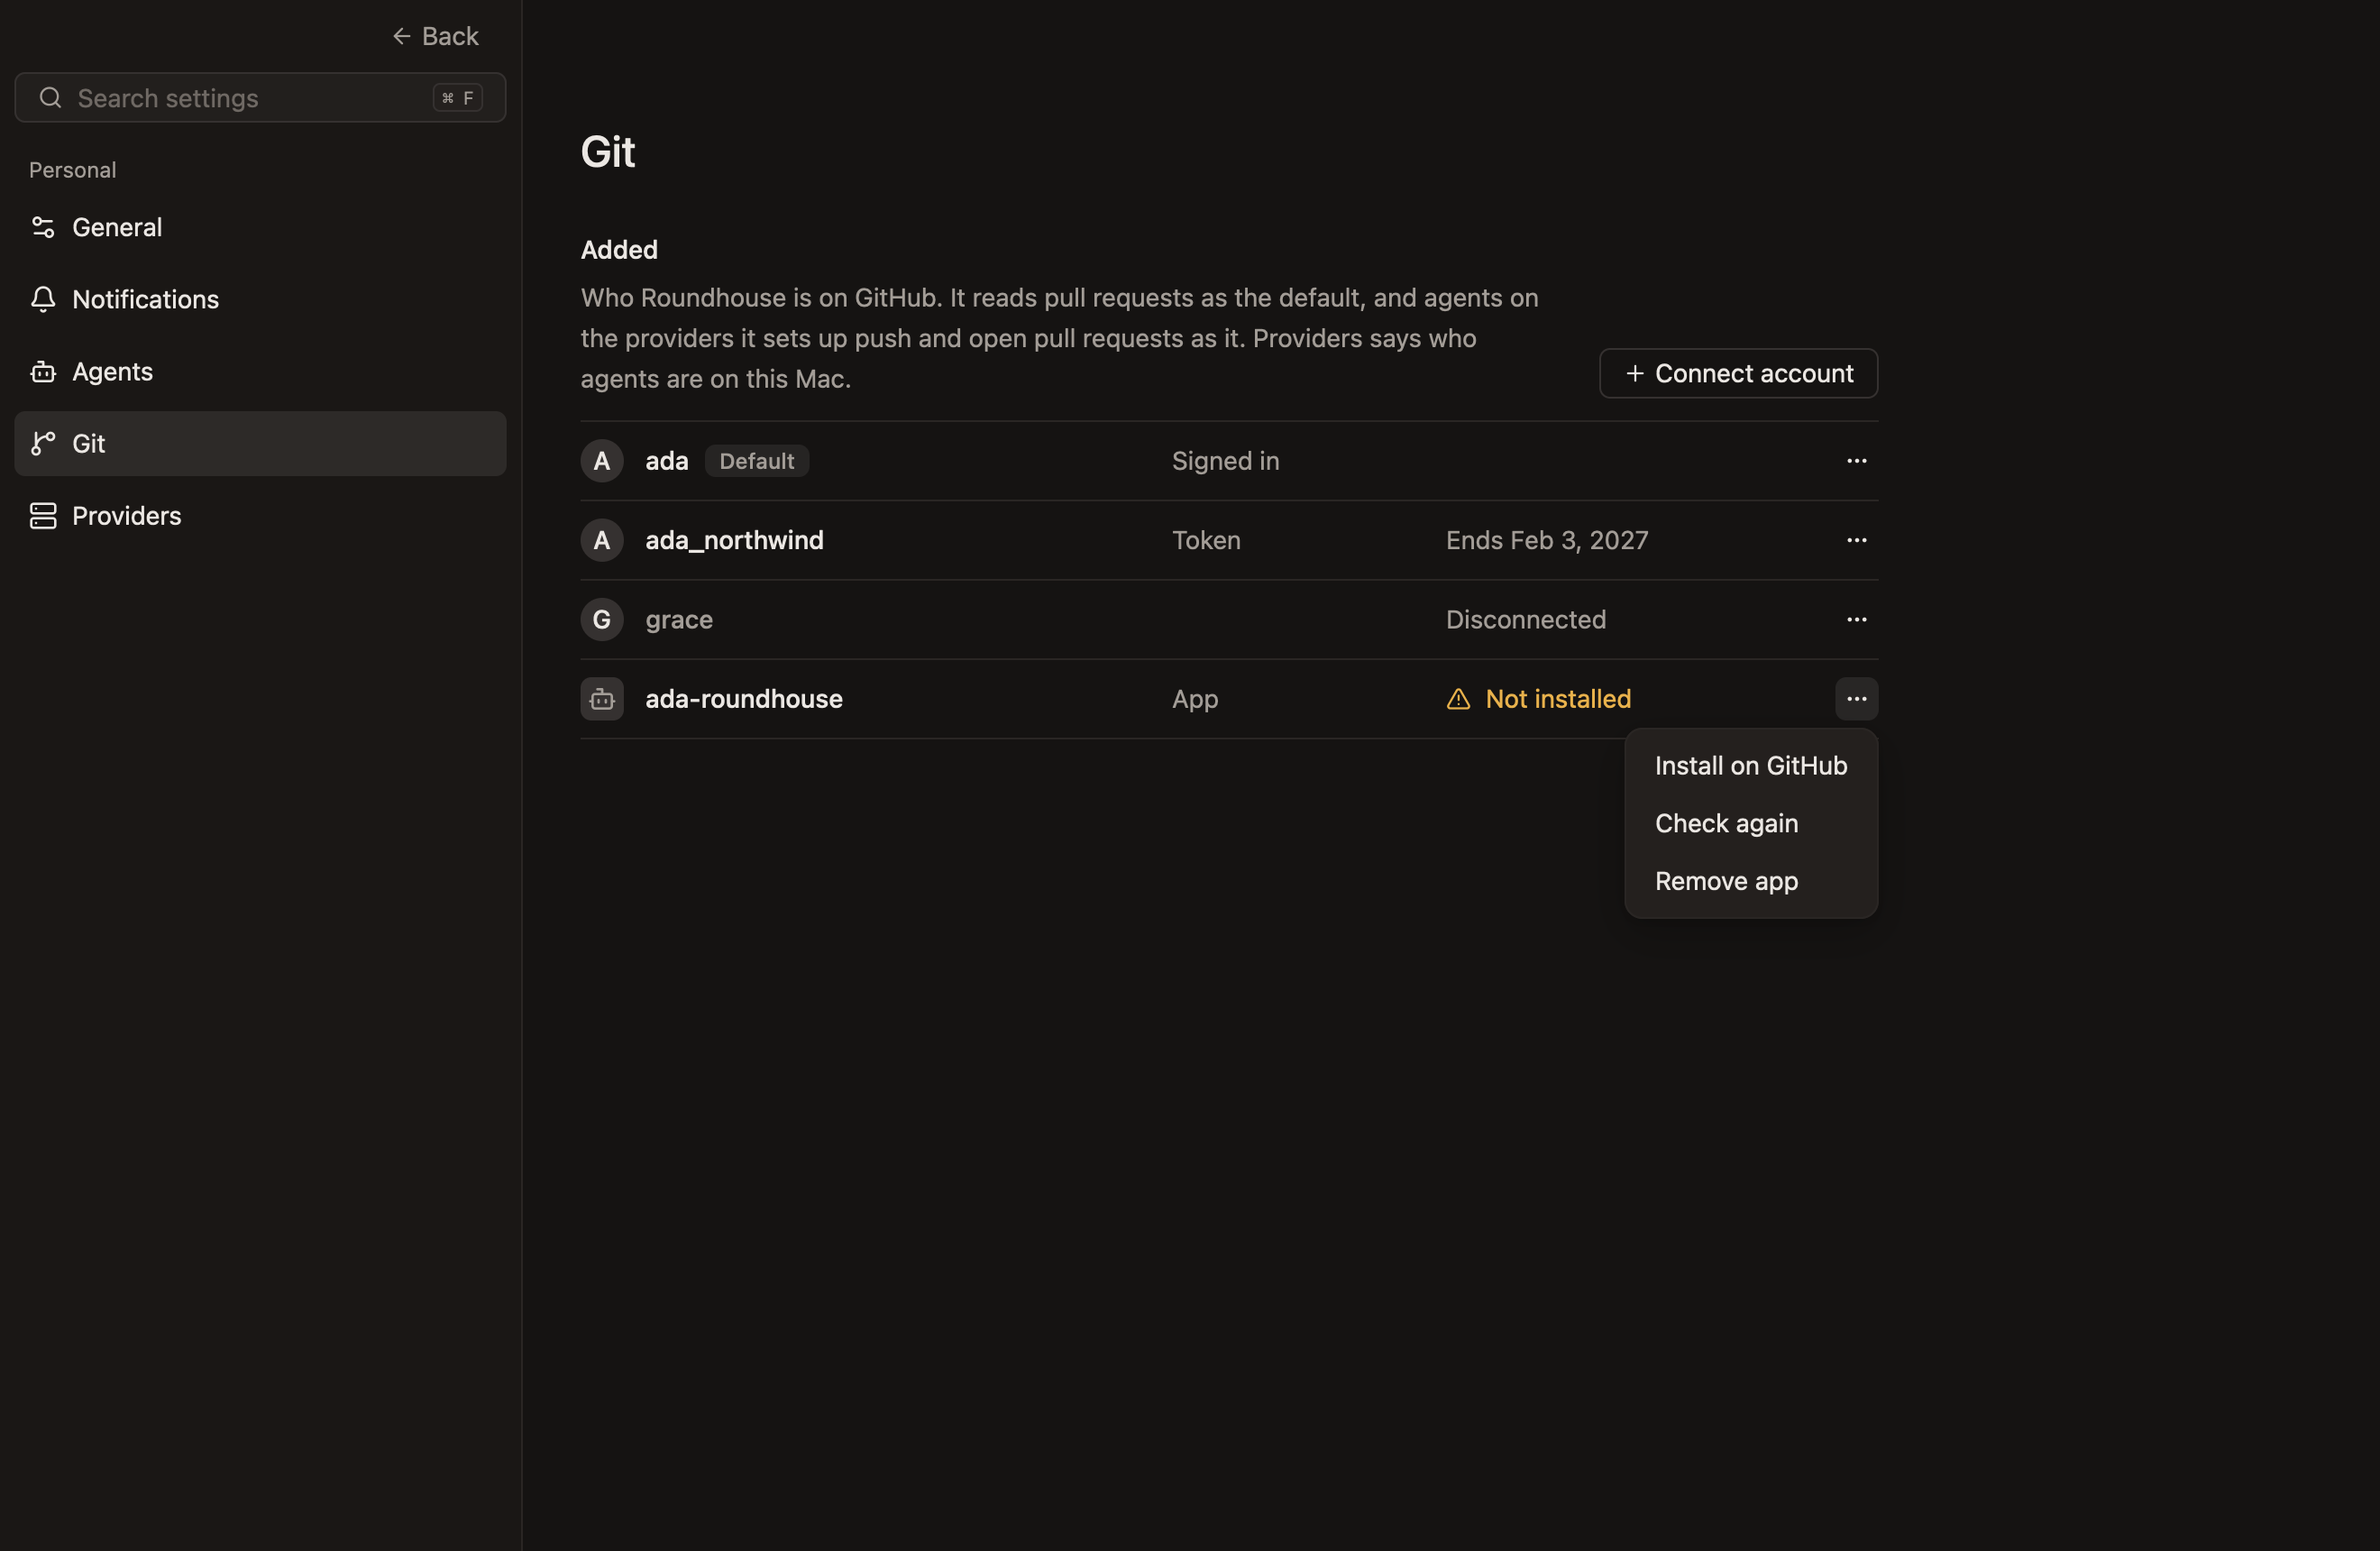 Back
Search settings
⌘ F
Personal
General
Notifications
Agents
Git
Providers
Git
Added
Who Roundhouse is on GitHub. It reads pull requests as the default, and agents on
the providers it sets up push and open pull requests as it. Providers says who
agents are on this Mac.
Connect account
A ada Default Signed in
A ada_northwind Token Ends Feb 3, 2027
G grace Disconnected
ada-roundhouse App Not installed
Install on GitHub
Check again
Remove app